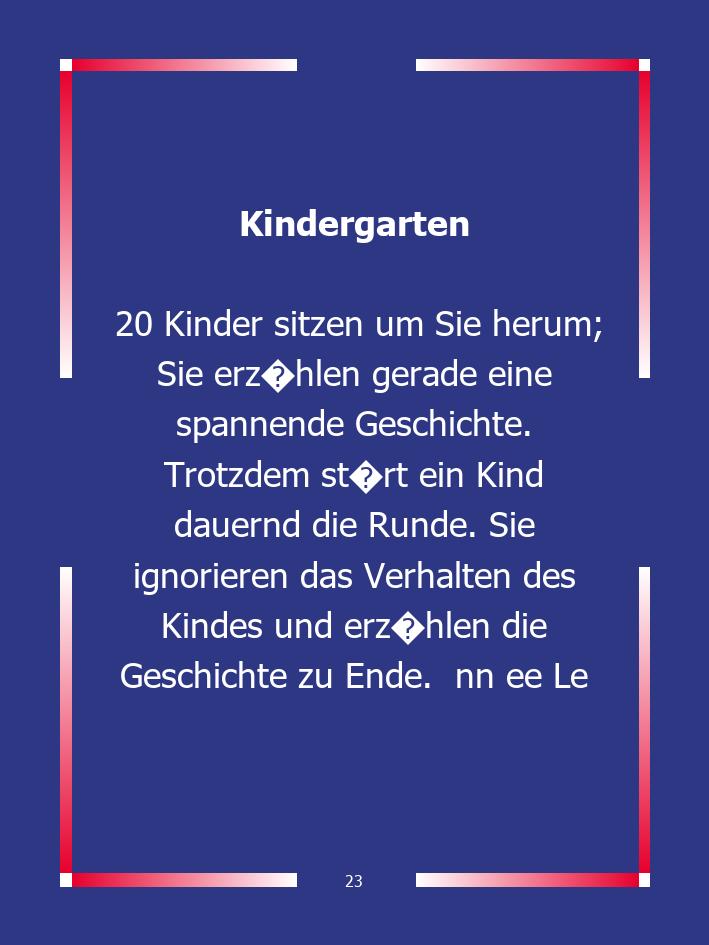 Kindergarten
20 Kinder sitzen um Sie herum;
Sie erz�hlen gerade eine
spannende Geschichte.
Trotzdem st�rt ein Kind
dauernd die Runde. Sie
ignorieren das Verhalten des
Kindes und erz�hlen die
Geschichte zu Ende.  nn ee Le
23